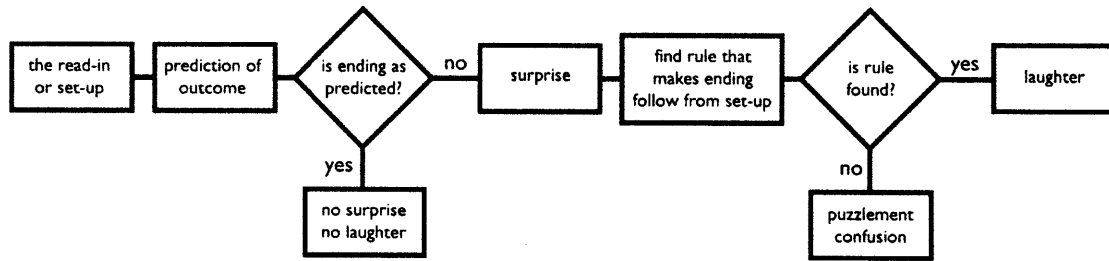 the read-in
or set-up
prediction of
outcome
is ending as
predicted?
no
surprise
find rule that
makes ending
follow from set-up
is rule
found?
yes
laughter
yes
no surprise
no laughter
no
puzzlement
confusion